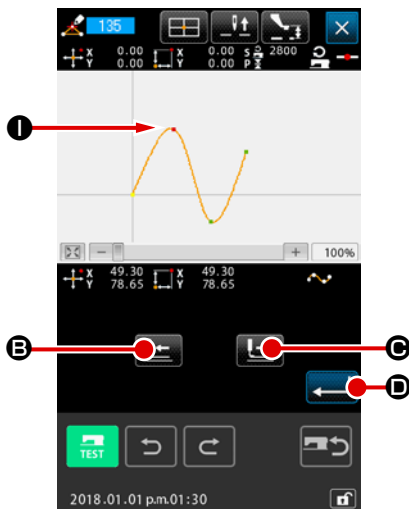 135
X 0.00 X 0.00 S 2800
Y 0.00 Y 0.00 P
I
100%
X 49.30 X 49.30
Y 78.65 Y 78.65
B
C
D
TEST
2018.01.01 p.m.01:30